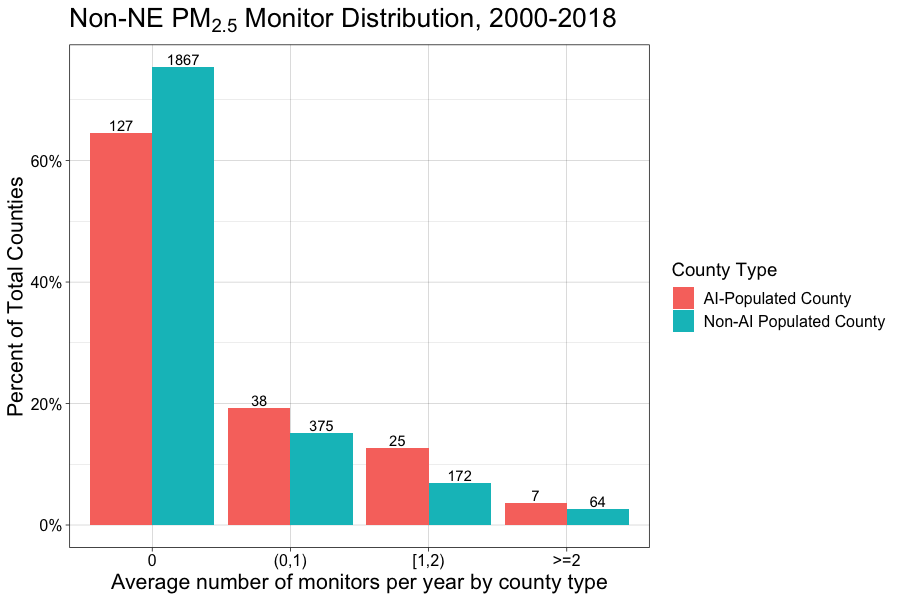 Non-NE PM2.5 Monitor Distribution, 2000-2018
Percent of Total Counties
60%
40%
20%
0%
127
1867
38
375
25
172
7
64
0
(0,1)
[1,2)
>=2
Average number of monitors per year by county type
County Type
AI-Populated County
Non-AI Populated County